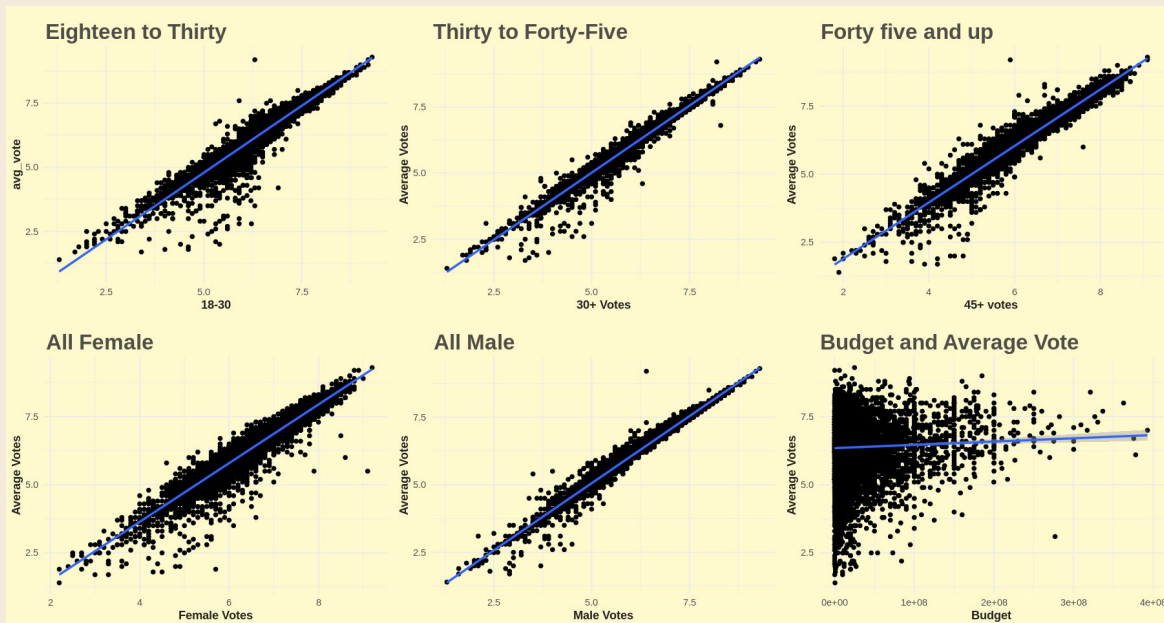 Eighteen to Thirty
avg_vote
7.5
5.0
2.5
2.5
5.0
7.5
18-30
Thirty to Forty-Five
Average Votes
7.5
5.0
2.5
2.5
5.0
7.5
30+ Votes
Forty five and up
Average Votes
7.5
5.0
2.5
2
4
6
8
45+ votes
All Female
Average Votes
7.5
5.0
2.5
2
4
6
8
Female Votes
All Male
Average Votes
7.5
5.0
2.5
2.5
5.0
7.5
Male Votes
Budget and Average Vote
Average Votes
7.5
5.0
2.5
0e+00
1e+08
2e+08
3e+08
4e+08
Budget